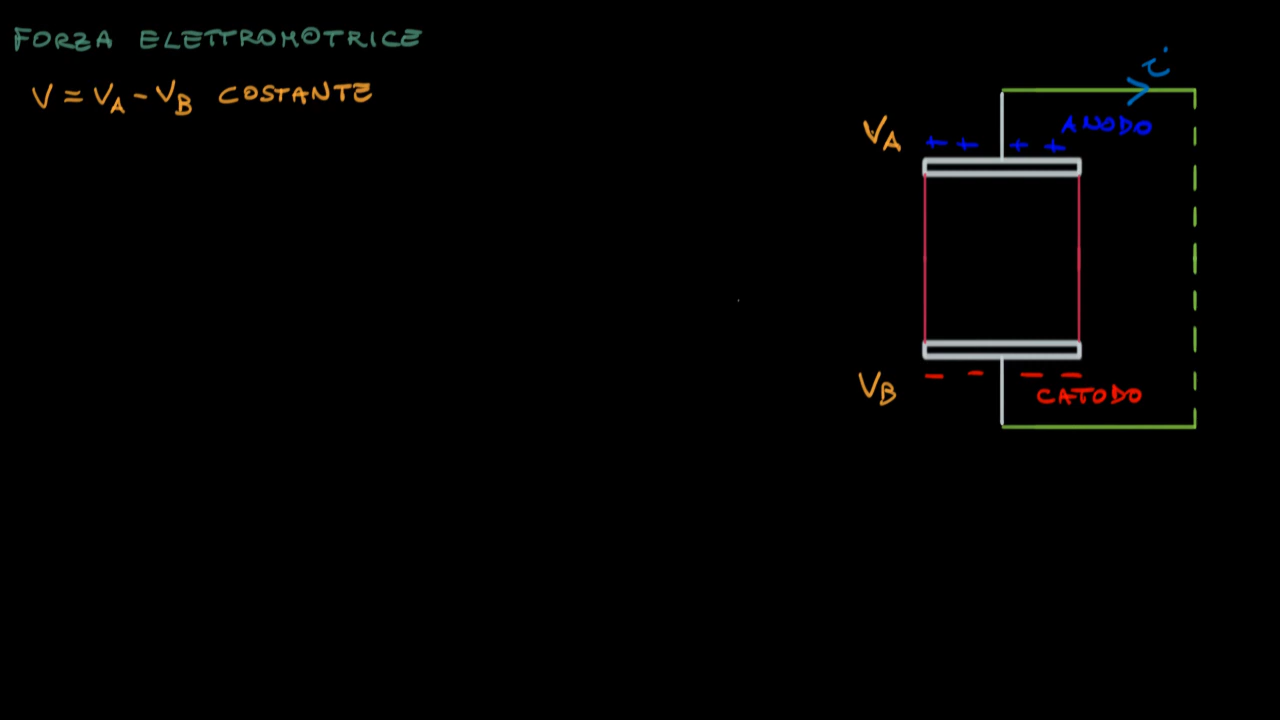 FORZA ELETTROMOTRICE
V = VA - VB COSTANTE
i
ANODO
VA
+ + + +
VB
- - - -
CATODO